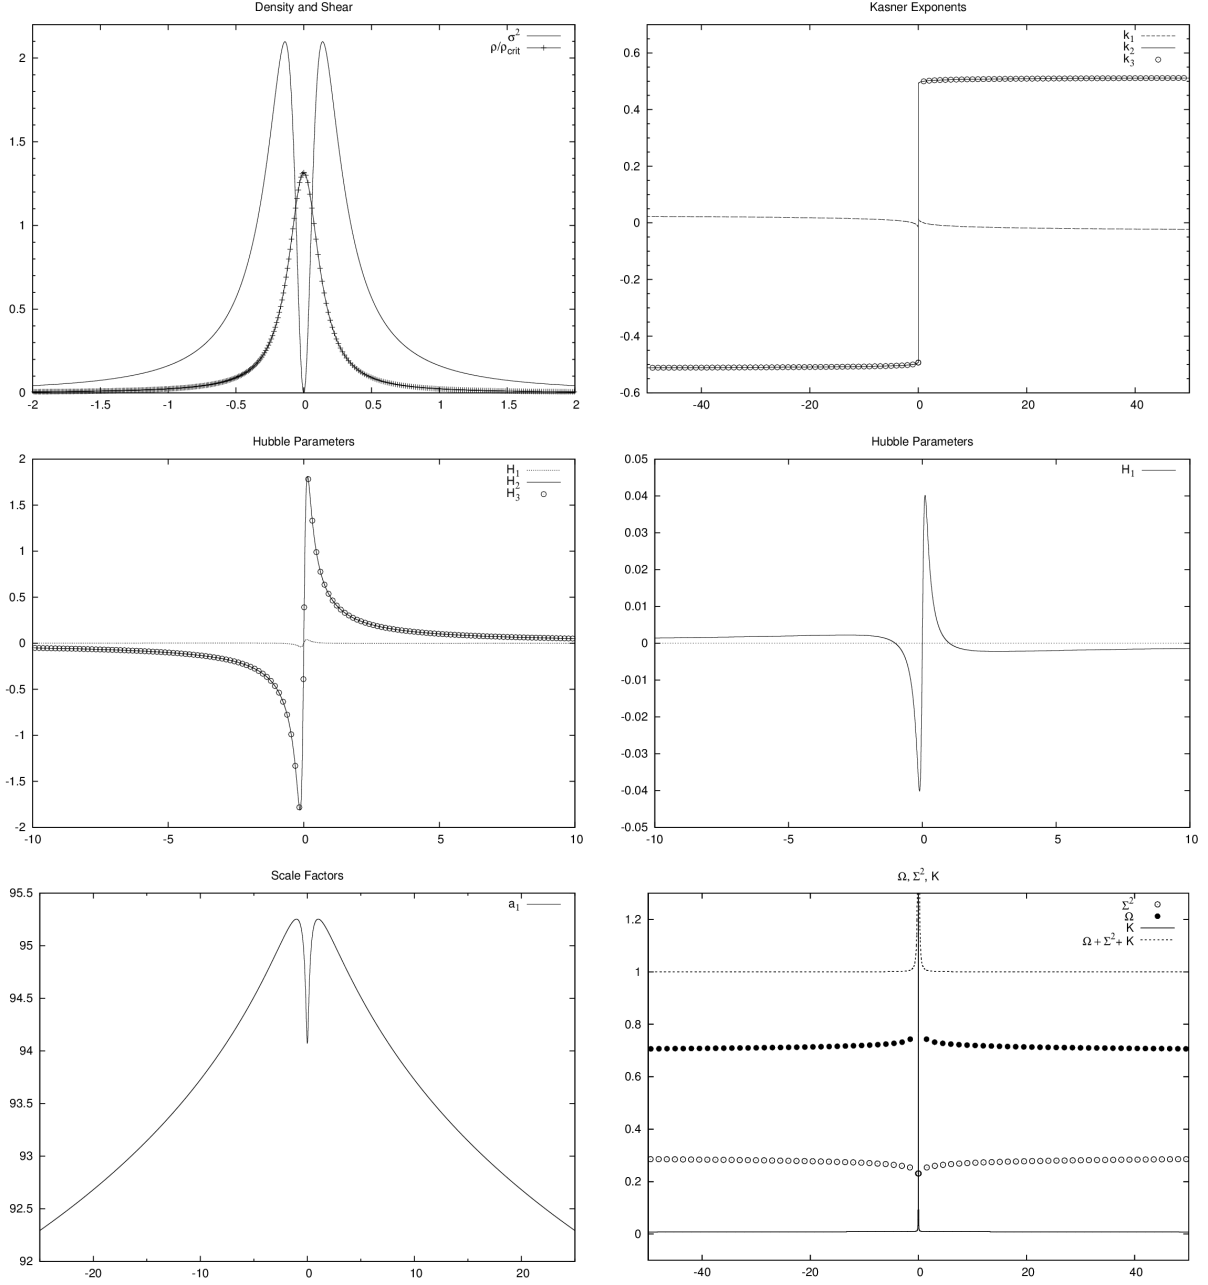 Density and Shear
σ²
ρ/ρcrit
2
1.5
1
0.5
0
-2 -1.5 -1 -0.5 0 0.5 1 1.5 2
Kasner Exponents
k₁
k₂
k₃
0.6
0.4
0.2
0
-0.2
-0.4
-0.6
-40 -20 0 20 40
Hubble Parameters
H₁
H₂
H₃
2
1.5
1
0.5
0
-0.5
-1
-1.5
-2
-10 -5 0 5 10
Hubble Parameters
H₁
0.05
0.04
0.03
0.02
0.01
0
-0.01
-0.02
-0.03
-0.04
-0.05
-10 -5 0 5 10
Scale Factors
a₁
95.5
95
94.5
94
93.5
93
92.5
92
-20 -10 0 10 20
Ω, Σ², K
Σ²
Ω
K
Ω + Σ² + K
1.2
1
0.8
0.6
0.4
0.2
0
-40 -20 0 20 40